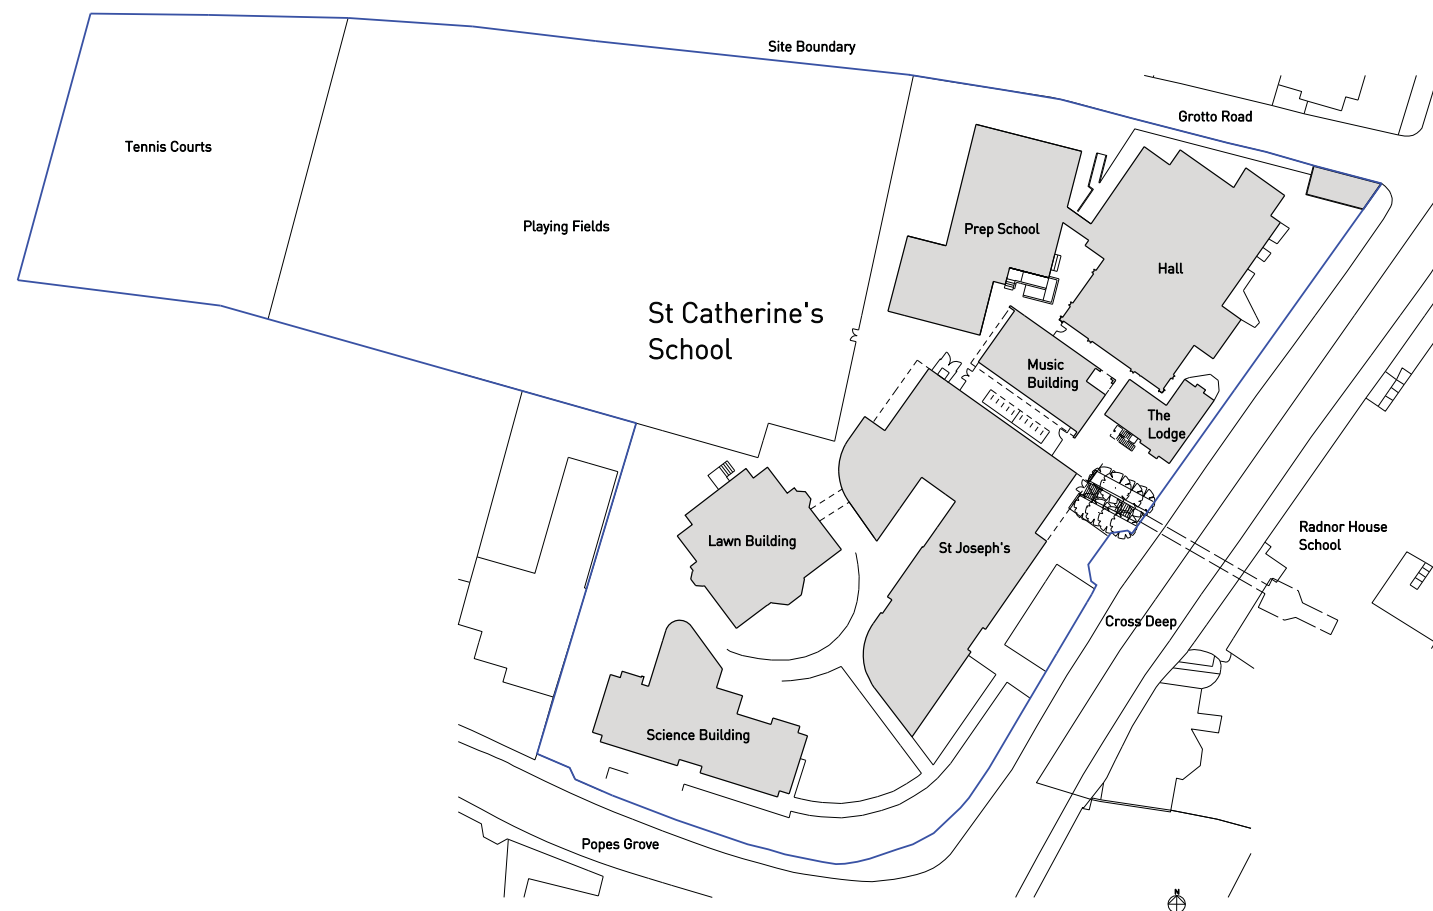 Site Boundary
Grotto Road
Tennis Courts
Playing Fields
Prep School
Hall
St Catherine's
School
Music
Building
The
Lodge
Radnor House
School
Lawn Building
St Joseph's
Cross Deep
Science Building
Popes Grove
N